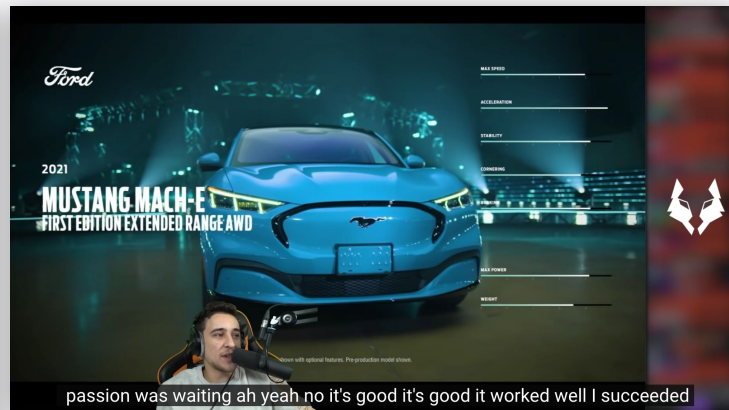 Ford
MAX SPEED
ACCELERATION
STABILITY
CORNERING
2021
MUSTANG MACH-E
FIRST EDITION EXTENDED RANGE AWD
MAX POWER
WEIGHT
shown with optional features. Pre-production model shown.
passion was waiting ah yeah no it's good it's good it worked well I succeeded